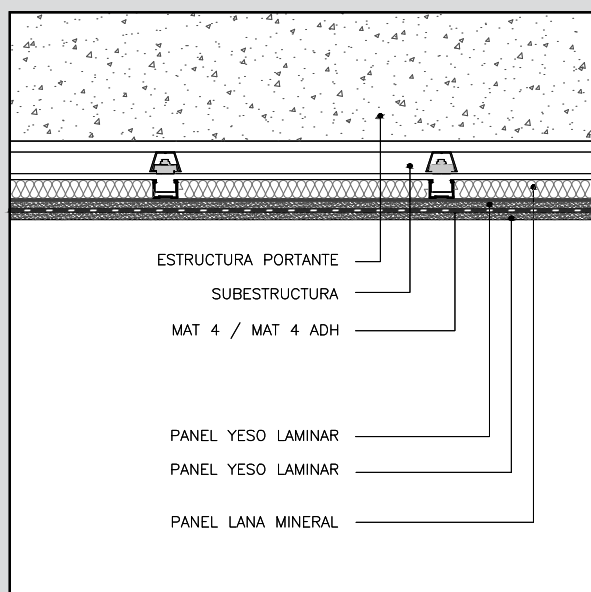 ESTRUCTURA PORTANTE
SUBESTRUCTURA
MAT 4 / MAT 4 ADH
PANEL YESO LAMINAR
PANEL YESO LAMINAR
PANEL LANA MINERAL